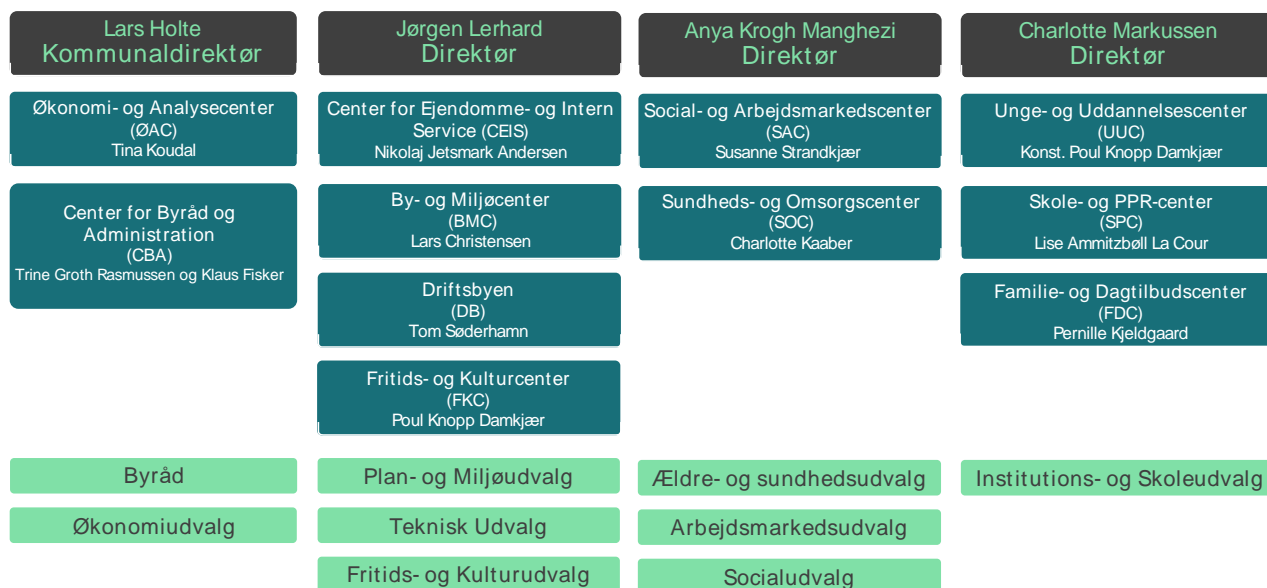 Lars Holte
Kommunaldirektør
Økonomi- og Analysecenter
(ØAC)
Tina Koudal
Center for Byråd og
Administration
(CBA)
Trine Groth Rasmussen og Klaus Fisker
Byråd
Økonomiudvalg
Jørgen Lerhard
Direktør
Center for Ejendomme- og Intern
Service (CEIS)
Nikolaj Jetsmark Andersen
By- og Miljøcenter
(BMC)
Lars Christensen
Driftsbyen
(DB)
Tom Søderhamn
Fritids- og Kulturcenter
(FKC)
Poul Knopp Damkjær
Plan- og Miljøudvalg
Teknisk Udvalg
Fritids- og Kulturudvalg
Anya Krogh Manghezi
Direktør
Social- og Arbejdsmarkedscenter
(SAC)
Susanne Strandkjær
Sundheds- og Omsorgscenter
(SOC)
Charlotte Kaaber
Ældre- og sundhedsudvalg
Arbejdsmarkedsudvalg
Socialudvalg
Charlotte Markussen
Direktør
Unge- og Uddannelsescenter
(UUC)
Konst. Poul Knopp Damkjær
Skole- og PPR-center
(SPC)
Lise Ammitzbøll La Cour
Familie- og Dagtilbudscenter
(FDC)
Pernille Kjeldgaard
Institutions- og Skoleudvalg